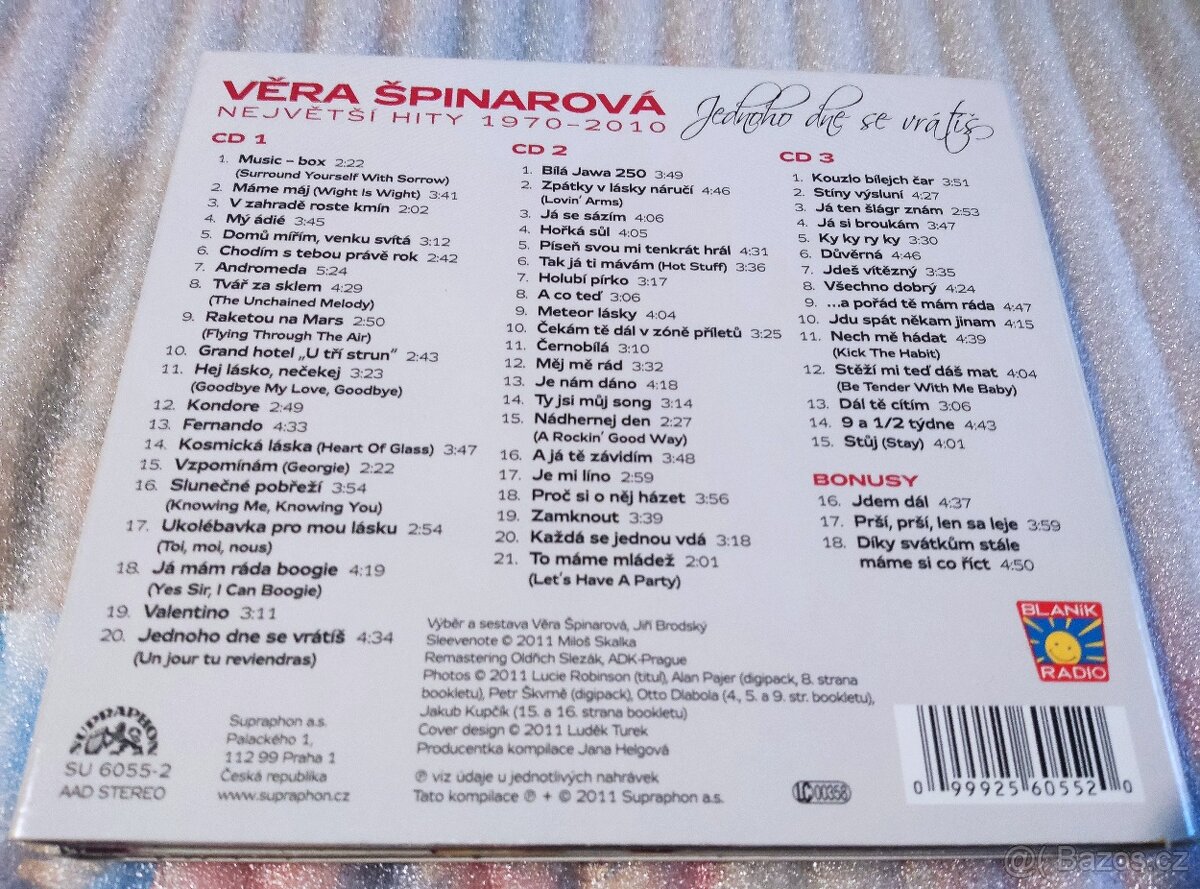 VĚRA ŠPINAROVÁ
NEJVĚTŠÍ HITY 1970–2010
Jednoho dne se vrátíš
CD 1
1. Music – box 2:22
(Surround Yourself With Sorrow)
2. Máme máj (Wight Is Wight) 3:41
3. V zahradě roste kmín 2:02
4. Mý ádié 3:45
5. Domů mířím, venku svítá 3:12
6. Chodím s tebou právě rok 2:42
7. Andromeda 5:24
8. Tvář za sklem 4:29
(The Unchained Melody)
9. Raketou na Mars 2:50
(Flying Through The Air)
10. Grand hotel „U tří strun" 2:43
11. Hej lásko, nečekej 3:23
(Goodbye My Love, Goodbye)
12. Kondore 2:49
13. Fernando 4:33
14. Kosmická láska (Heart Of Glass) 3:47
15. Vzpomínám (Georgie) 2:22
16. Slunečné pobřeží 3:54
(Knowing Me, Knowing You)
17. Ukolébavka pro mou lásku 2:54
(Toi, moi, nous)
18. Já mám ráda boogie 4:19
(Yes Sir, I Can Boogie)
19. Valentino 3:11
20. Jednoho dne se vrátíš 4:34
(Un jour tu reviendras)
CD 2
1. Bílá Jawa 250 3:49
2. Zpátky v lásky náručí 4:46
(Lovin' Arms)
3. Já se sázím 4:06
4. Hořká sůl 4:05
5. Píseň svou mi tenkrát hrál 4:31
6. Tak já ti mávám (Hot Stuff) 3:36
7. Holubí pírko 3:17
8. A co teď 3:06
9. Meteor lásky 4:04
10. Čekám tě dál v zóně příletů 3:25
11. Černobílá 3:10
12. Měj mě rád 3:32
13. Je nám dáno 4:18
14. Ty jsi můj song 3:14
15. Nádhernej den 2:27
(A Rockin' Good Way)
16. A já tě závidím 3:48
17. Je mi líno 2:59
18. Proč si o něj házet 3:56
19. Zamknout 3:39
20. Každá se jednou vdá 3:18
21. To máme mládež 2:01
(Let's Have A Party)
CD 3
1. Kouzlo bílejch čar 3:51
2. Stíny výsluní 4:27
3. Já ten šlágr znám 2:53
4. Já si broukám 3:47
5. Ky ky ry ky 3:30
6. Důvěrná 4:46
7. Jdeš vítězný 3:35
8. Všechno dobrý 4:24
9. ...a pořád tě mám ráda 4:47
10. Jdu spát někam jinam 4:15
11. Nech mě hádat 4:39
(Kick The Habit)
12. Stěží mi teď dáš mat 4:04
(Be Tender With Me Baby)
13. Dál tě cítím 3:06
14. 9 a 1/2 týdne 4:43
15. Stůj (Stay) 4:01
BONUSY
16. Jdem dál 4:37
17. Prší, prší, len sa leje 3:59
18. Díky svátkům stále
máme si co říct 4:50
BLANÍK
RADIO
Výběr a sestava Věra Špinarová, Jiří Brodský
Sleevenote © 2011 Miloš Skalka
Remastering Oldřich Slezák, ADK-Prague
Photos © 2011 Lucie Robinson (titul), Alan Pajer (digipack, 8. strana
bookletu), Petr Škvrně (digipack), Otto Dlabola (4., 5. a 9. str. bookletu),
Jakub Kupčík (15. a 16. strana bookletu)
Cover design © 2011 Luděk Turek
Producentka kompilace Jana Helgová
℗ viz údaje u jednotlivých nahrávek
Tato kompilace ℗ + © 2011 Supraphon a.s.
SUPRAPHON
SU 6055-2
AAD STEREO
Supraphon a.s.
Palackého 1,
112 99 Praha 1
Česká republika
www.supraphon.cz
LC 00358
0 99925 60552 0
@( Bazos.cz